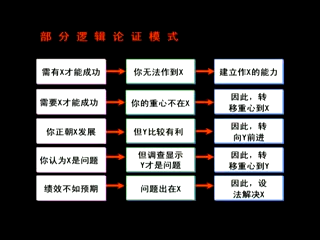 部分逻辑论证模式
需有X才能成功
你无法作到X
建立作X的能力
需要X才能成功
你的重心不在X
因此，转
移重心到X
你正朝X发展
但Y比较有利
因此，转
向Y前进
你认为X是问题
但调查显示
Y才是问题
因此，转
移重心到Y
绩效不如预期
问题出在X
因此，设
法解决X